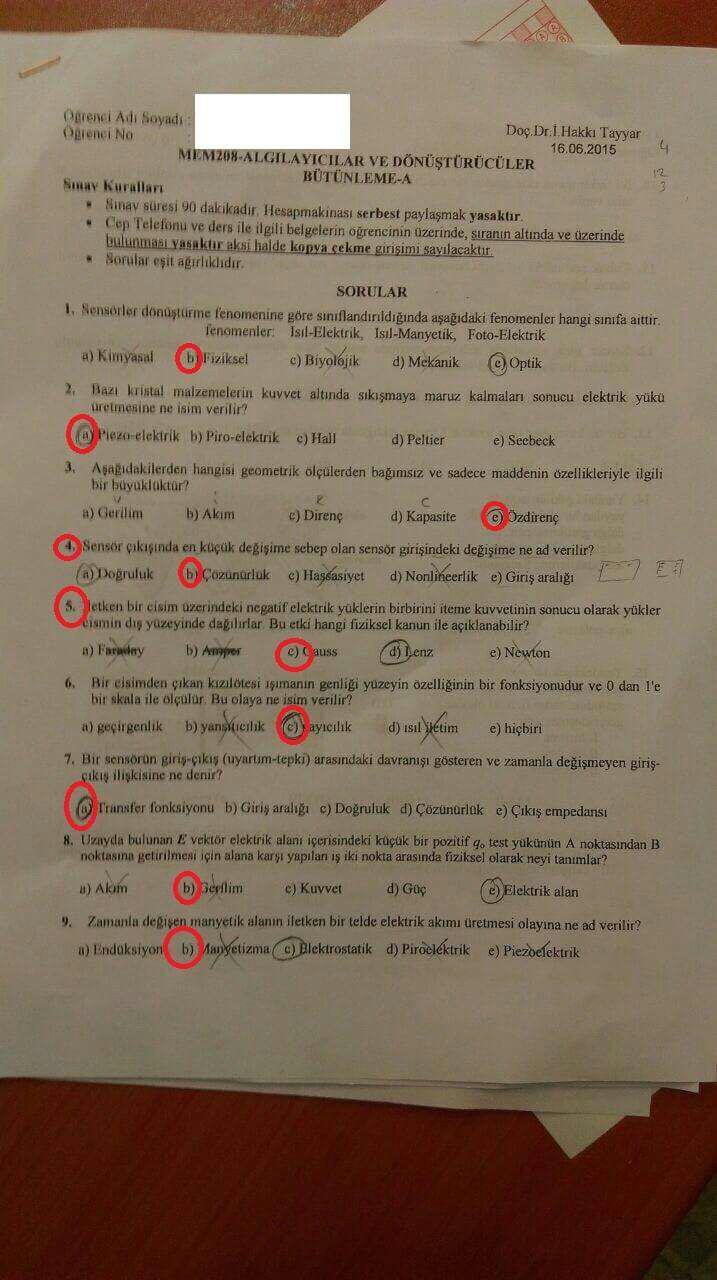 Öğrenci Adı Soyadı :
Öğrenci No :
Doç.Dr.İ.Hakkı Tayyar
16.06.2015
4
12
3
MEM208-ALGILAYICILAR VE DÖNÜŞTÜRÜCÜLER
BÜTÜNLEME-A
Sınav Kuralları
• Sınav süresi 90 dakikadır. Hesapmakinası serbest paylaşmak yasaktır.
• Cep Telefonu ve ders ile ilgili belgelerin öğrencinin üzerinde, sıranın altında ve üzerinde
bulunması yasaktır aksi halde kopya çekme girişimi sayılacaktır.
• Sorular eşit ağırlıklıdır.
SORULAR
1. Sensörler dönüştürme fenomenine göre sınıflandırıldığında aşağıdaki fenomenler hangi sınıfa aittir.
fenomenler: Isıl-Elektrik, Isıl-Manyetik, Foto-Elektrik
a) Kimyasal b) Fiziksel c) Biyolojik d) Mekanik e) Optik
2. Bazı kristal malzemelerin kuvvet altında sıkışmaya maruz kalmaları sonucu elektrik yükü
üretmesine ne isim verilir?
a) Piezo-elektrik b) Piro-elektrik c) Hall d) Peltier e) Seebeck
3. Aşağıdakilerden hangisi geometrik ölçülerden bağımsız ve sadece maddenin özellikleriyle ilgili
bir büyüklüktür?
V i R C
a) Gerilim b) Akım c) Direnç d) Kapasite e) Özdirenç
4. Sensör çıkışında en küçük değişime sebep olan sensör girişindeki değişime ne ad verilir?
a) Doğruluk b) Çözünürlük c) Hassasiyet d) Nonlineerlik e) Giriş aralığı
5. İletken bir cisim üzerindeki negatif elektrik yüklerin birbirini iteme kuvvetinin sonucu olarak yükler
cismin dış yüzeyinde dağılırlar. Bu etki hangi fiziksel kanun ile açıklanabilir?
a) Faraday b) Amper c) Gauss d) Lenz e) Newton
6. Bir cisimden çıkan kızılötesi ışımanın genliği yüzeyin özelliğinin bir fonksiyonudur ve 0 dan 1'e
bir skala ile ölçülür. Bu olaya ne isim verilir?
a) geçirgenlik b) yansıtıcılık c) yayıcılık d) ısıl iletim e) hiçbiri
7. Bir sensörün giriş-çıkış (uyartım-tepki) arasındaki davranışı gösteren ve zamanla değişmeyen giriş-
çıkış ilişkisine ne denir?
a) Transfer fonksiyonu b) Giriş aralığı c) Doğruluk d) Çözünürlük e) Çıkış empedansı
8. Uzayda bulunan E vektör elektrik alanı içerisindeki küçük bir pozitif q₀ test yükünün A noktasından B
noktasına getirilmesi için alana karşı yapılan iş iki nokta arasında fiziksel olarak neyi tanımlar?
a) Akım b) Gerilim c) Kuvvet d) Güç e) Elektrik alan
9. Zamanla değişen manyetik alanın iletken bir telde elektrik akımı üretmesi olayına ne ad verilir?
a) Endüksiyon b) Manyetizma c) Elektrostatik d) Piroelektrik e) Piezoelektrik